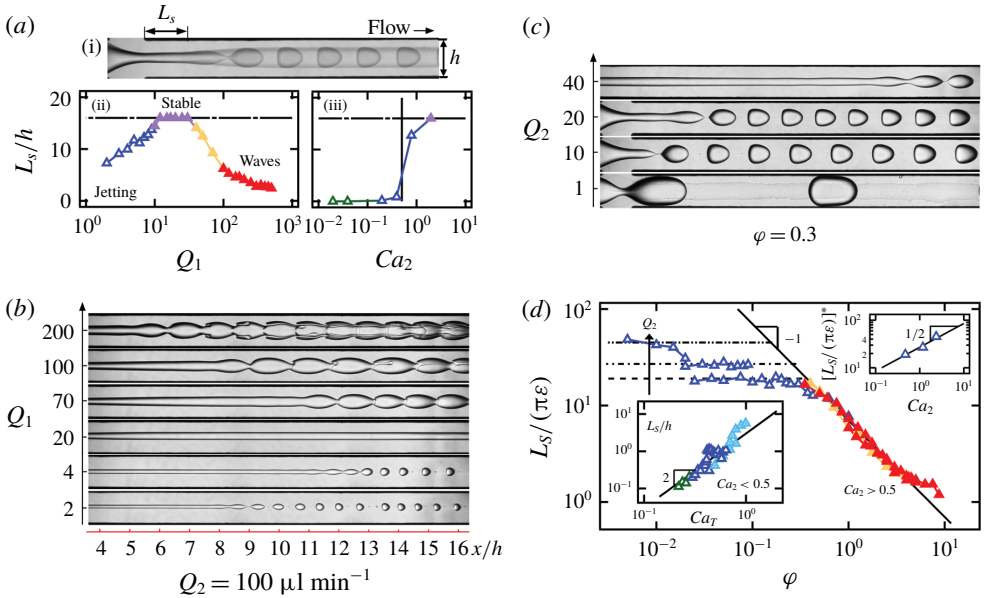 (a)
L_s
Flow
(i)
h
(ii)
Stable
(iii)
20
10
0
L_s/h
Jetting
Waves
10^0 10^1 10^2 10^3
10^−2 10^−1 10^0 10^1
Q_1
Ca_2
(b)
200
100
70
20
4
2
Q_1
4 5 6 7 8 9 10 11 12 13 14 15 16 x/h
Q_2 = 100 μl min^−1
(c)
40
20
10
1
Q_2
φ = 0.3
(d)
10^2
10^1
10^0
L_S/(πε)
Q_2
−1
[L_S/(πε)]*
10^2
4
2
10^1
1/2
10^−1 10^0 10^1
Ca_2
L_S/h
10^1
10^0
10^−1
2
Ca_2 < 0.5
10^−1 10^0
Ca_T
Ca_2 > 0.5
10^−2 10^−1 10^0 10^1
φ